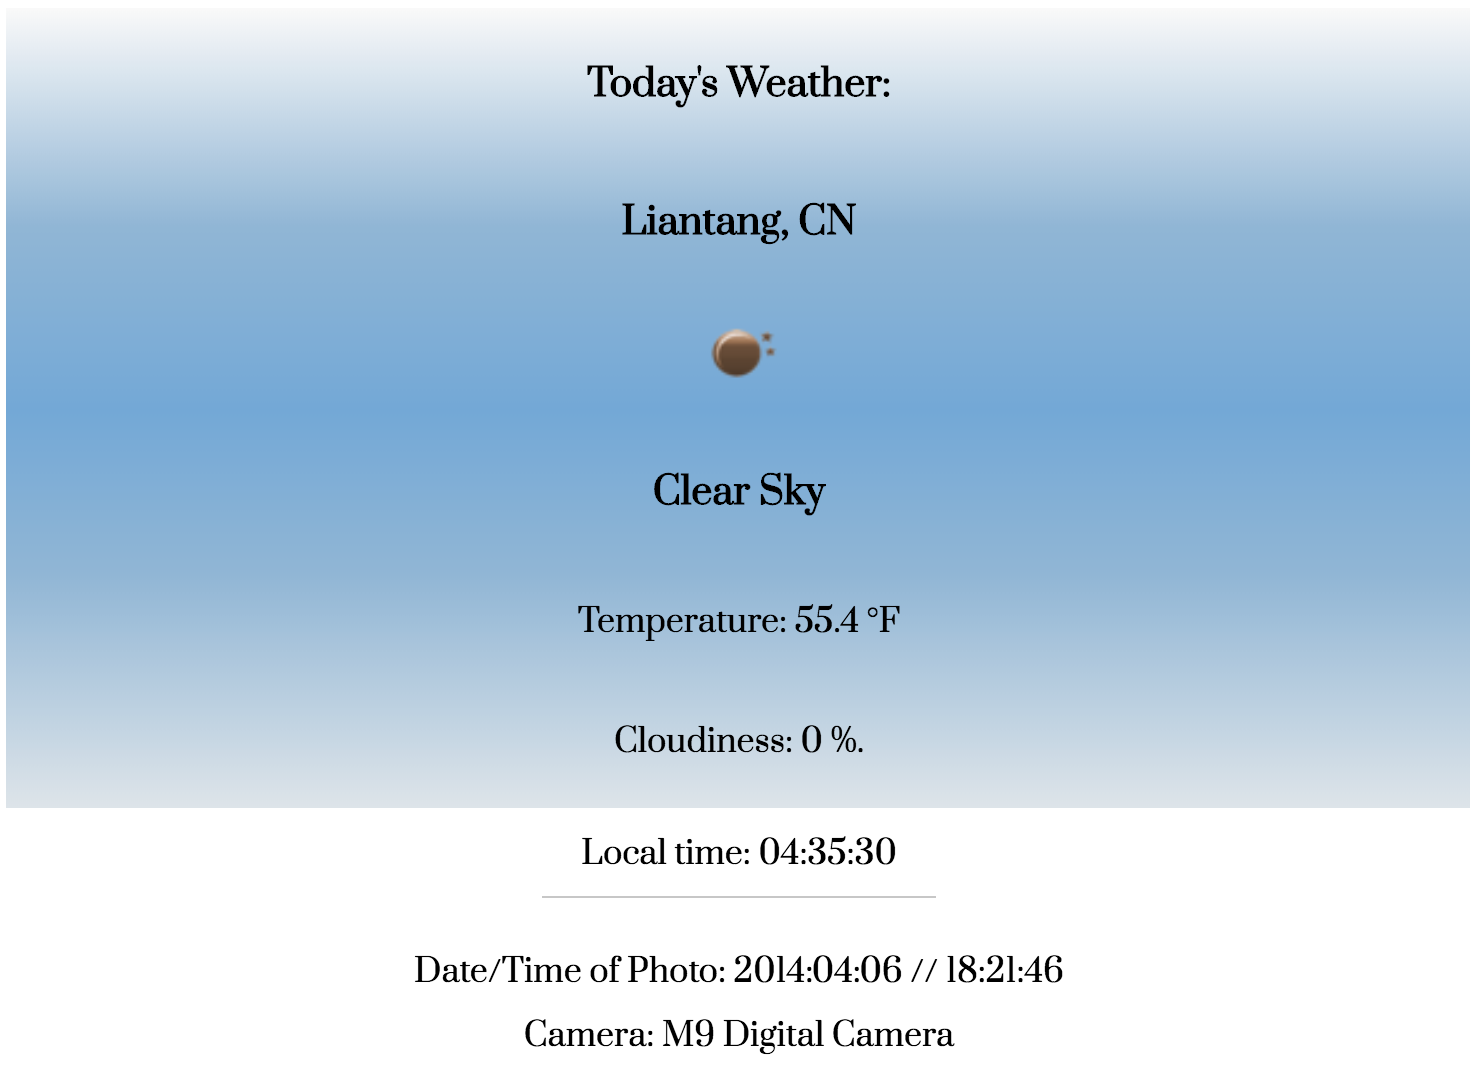 Today's Weather:
Liantang, CN
Clear Sky
Temperature: 55.4 °F
Cloudiness: 0 %.
Local time: 04:35:30
Date/Time of Photo: 2014:04:06 // 18:21:46
Camera: M9 Digital Camera